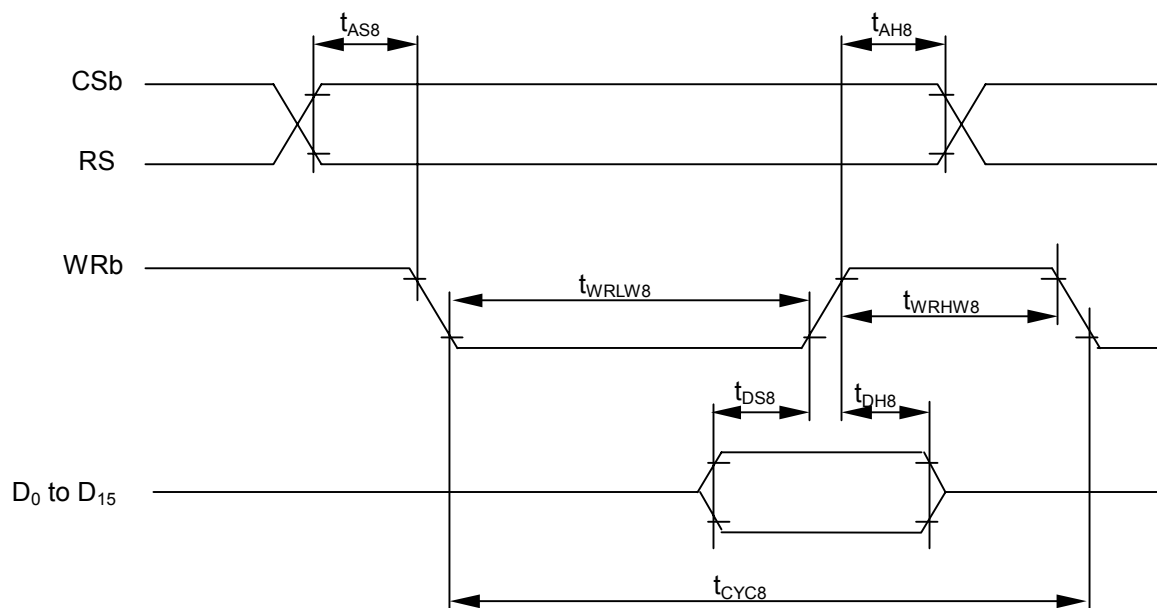 tAS8
tAH8
CSb
RS
WRb
tWRLW8
tWRHW8
tDS8
tDH8
D0 to D15
tCYC8